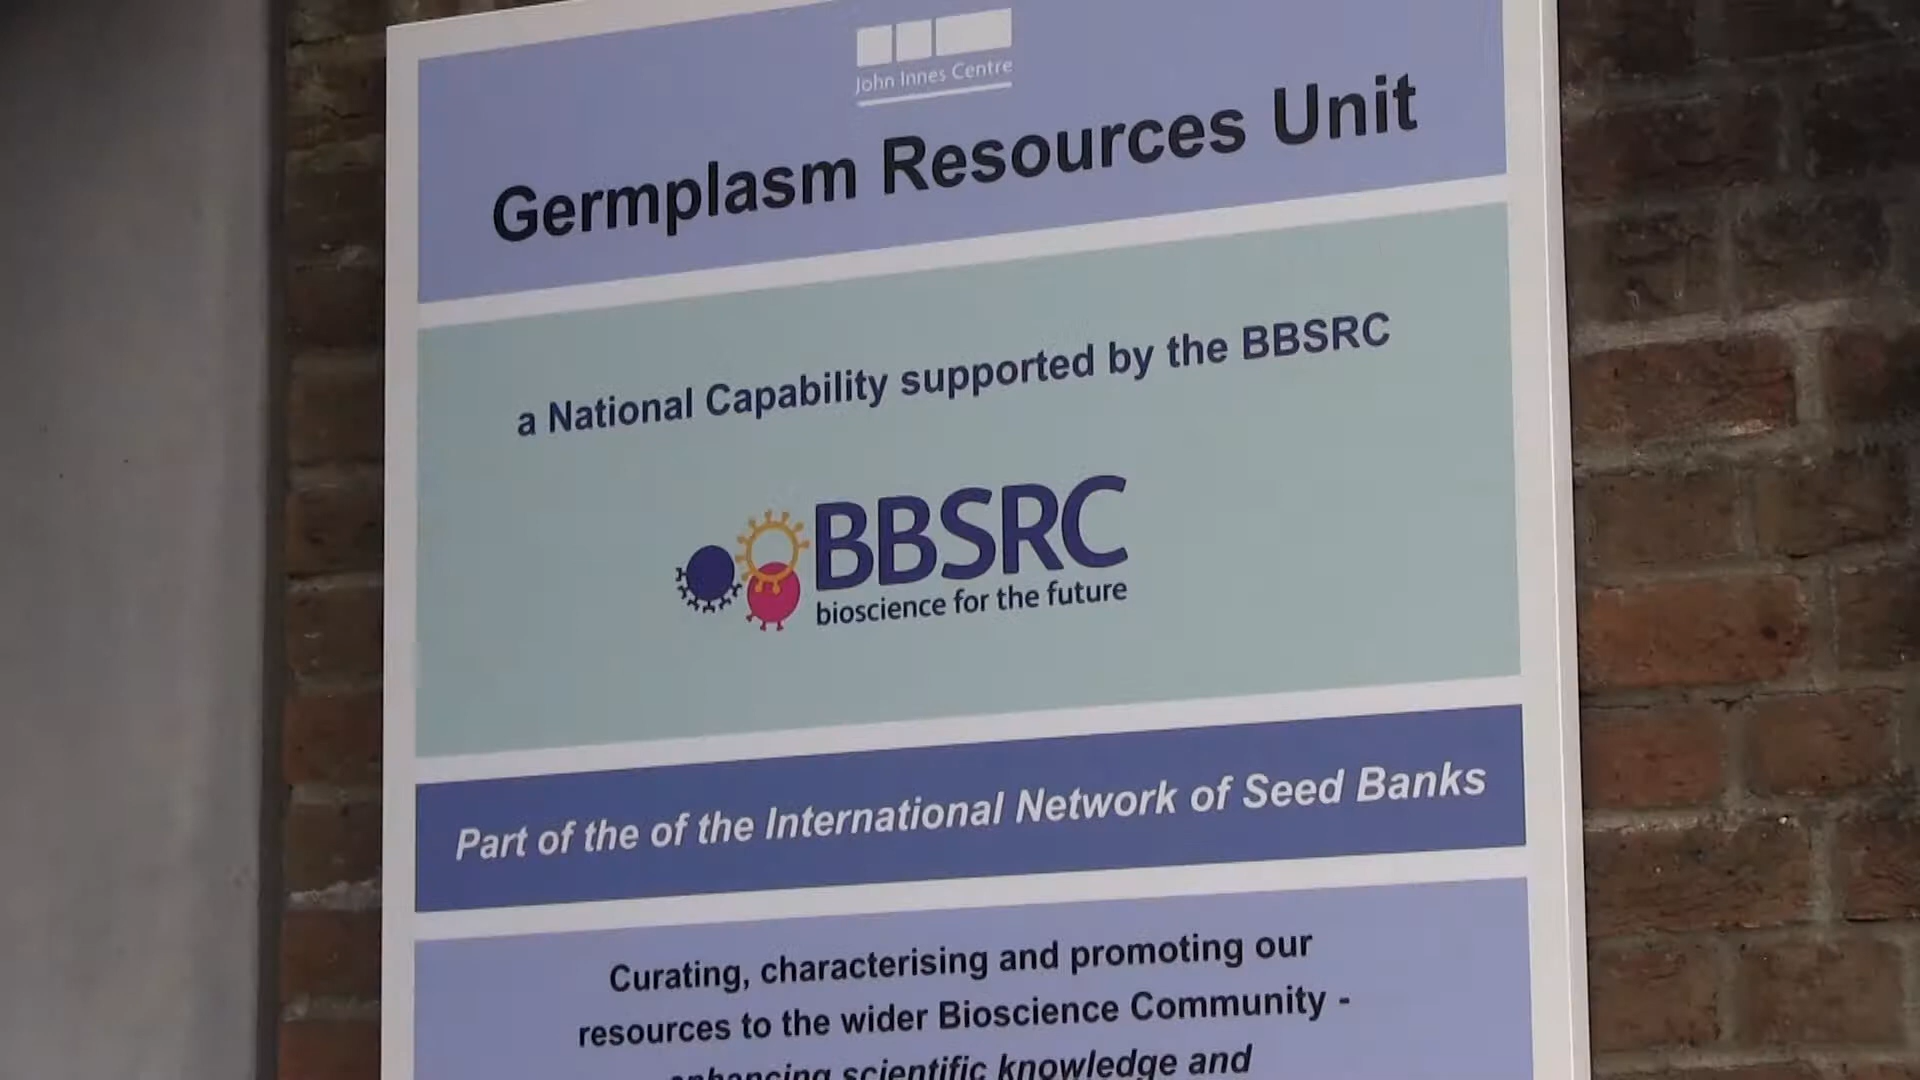 John Innes Centre
Germplasm Resources Unit
a National Capability supported by the BBSRC
BBSRC
bioscience for the future
Part of the of the International Network of Seed Banks
Curating, characterising and promoting our
resources to the wider Bioscience Community -
enhancing scientific knowledge and